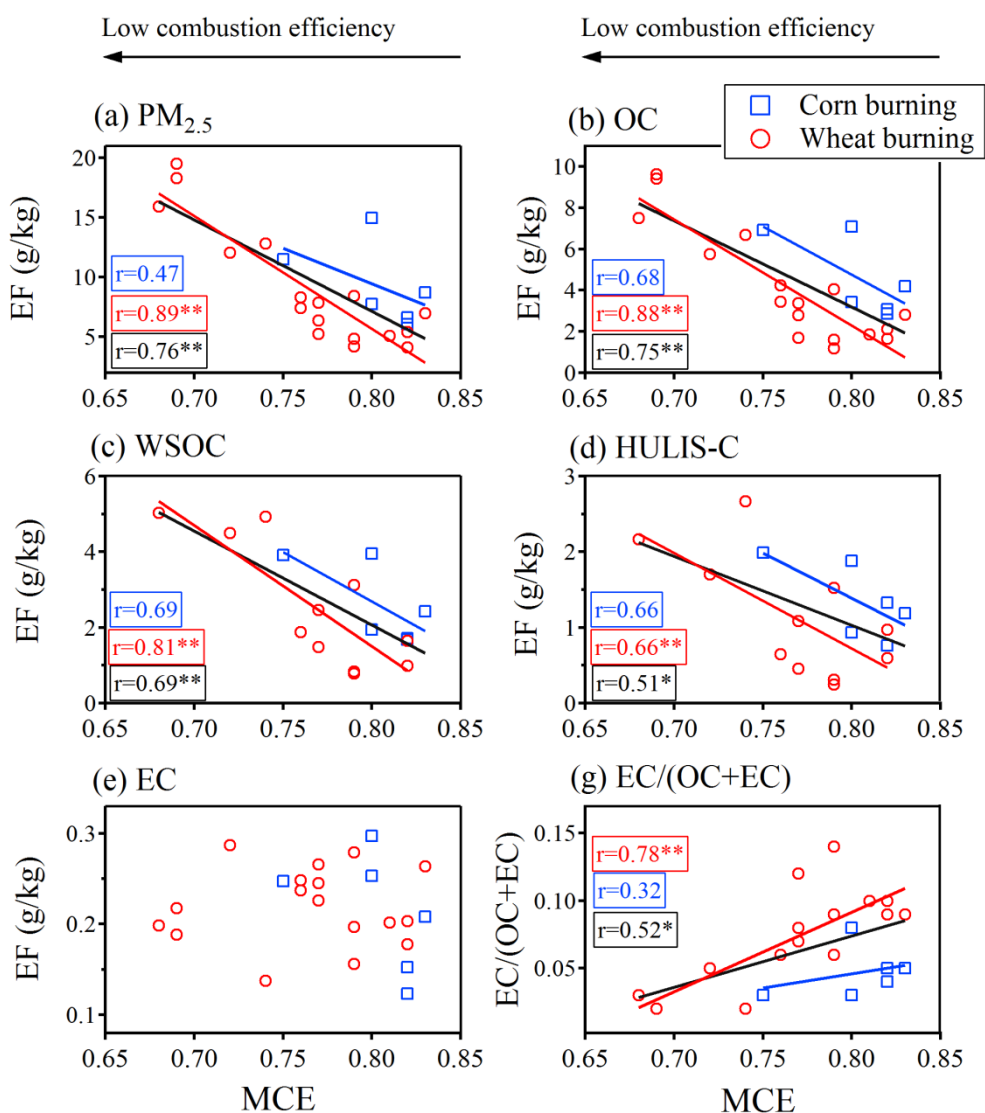 Low combustion efficiency
Low combustion efficiency
Corn burning
Wheat burning
(a) PM2.5
(b) OC
20
15
10
5
EF (g/kg)
r=0.47
r=0.89**
r=0.76**
0.65 0.70 0.75 0.80 0.85
10
8
6
4
2
0
EF (g/kg)
r=0.68
r=0.88**
r=0.75**
0.65 0.70 0.75 0.80 0.85
(c) WSOC
(d) HULIS-C
6
4
2
0
EF (g/kg)
r=0.69
r=0.81**
r=0.69**
0.65 0.70 0.75 0.80 0.85
3
2
1
0
EF (g/kg)
r=0.66
r=0.66**
r=0.51*
0.65 0.70 0.75 0.80 0.85
(e) EC
(g) EC/(OC+EC)
0.3
0.2
0.1
EF (g/kg)
0.65 0.70 0.75 0.80 0.85
MCE
0.15
0.10
0.05
EC/(OC+EC)
r=0.78**
r=0.32
r=0.52*
0.65 0.70 0.75 0.80 0.85
MCE